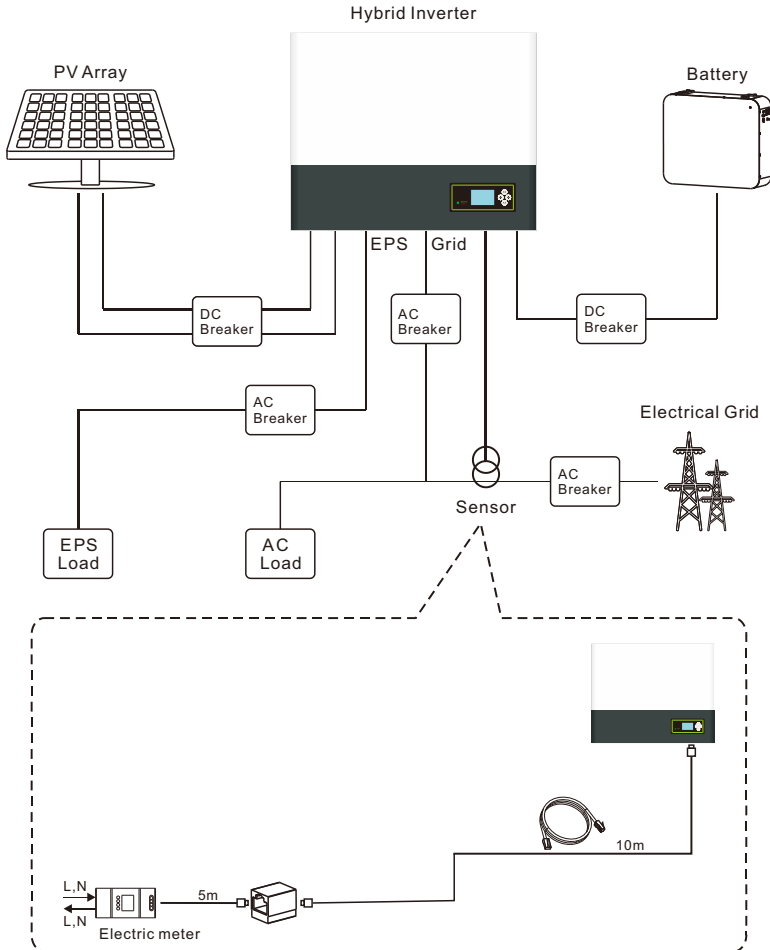 Hybrid Inverter
PV Array
Battery
EPS
Grid
DC
Breaker
AC
Breaker
DC
Breaker
AC
Breaker
Electrical Grid
AC
Breaker
Sensor
EPS
Load
AC
Load
10m
L,N
5m
L,N
Electric meter